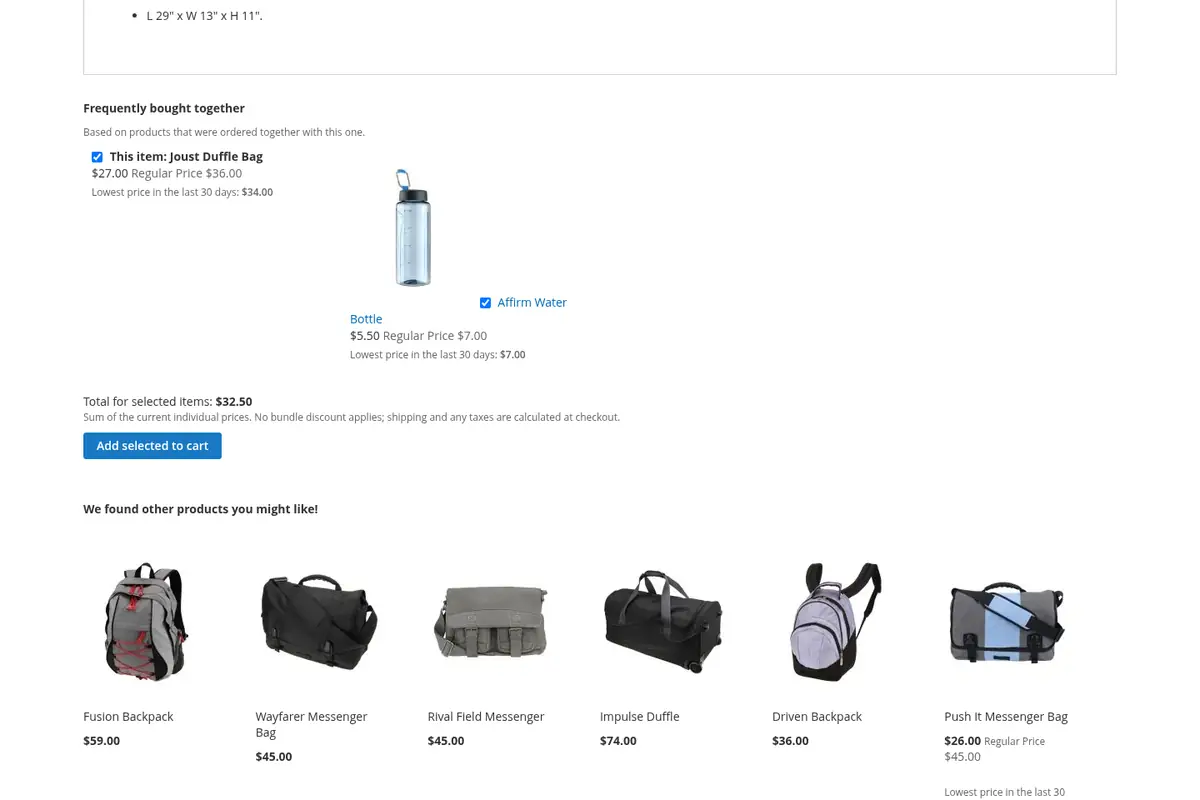 L 29" x W 13" x H 11".
Frequently bought together
Based on products that were ordered together with this one.
This item: Joust Duffle Bag
$27.00 Regular Price $36.00
Lowest price in the last 30 days: $34.00
Affirm Water
Bottle
$5.50 Regular Price $7.00
Lowest price in the last 30 days: $7.00
Total for selected items: $32.50
Sum of the current individual prices. No bundle discount applies; shipping and any taxes are calculated at checkout.
Add selected to cart
We found other products you might like!
Fusion Backpack
$59.00
Wayfarer Messenger
Bag
$45.00
Rival Field Messenger
$45.00
Impulse Duffle
$74.00
Driven Backpack
$36.00
Push It Messenger Bag
$26.00 Regular Price
$45.00
Lowest price in the last 30